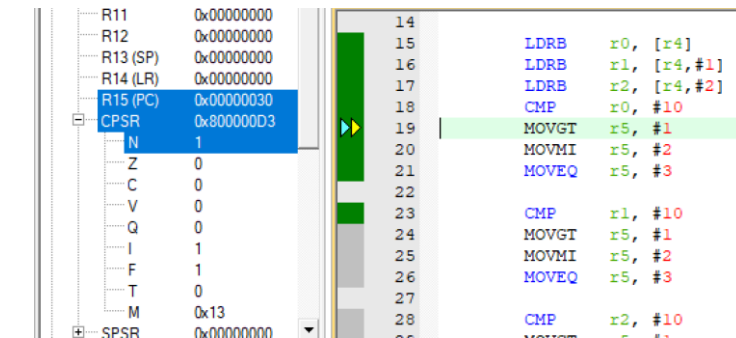 R11 0x00000000
R12 0x00000000
R13 (SP) 0x00000000
R14 (LR) 0x00000000
R15 (PC) 0x00000030
CPSR 0x800000D3
N 1
Z 0
C 0
V 0
Q 0
I 1
F 1
T 0
M 0x13
SPSR 0x00000000
14
15 LDRB r0, [r4]
16 LDRB r1, [r4,#1]
17 LDRB r2, [r4,#2]
18 CMP r0, #10
19 MOVGT r5, #1
20 MOVMI r5, #2
21 MOVEQ r5, #3
22
23 CMP r1, #10
24 MOVGT r5, #1
25 MOVMI r5, #2
26 MOVEQ r5, #3
27
28 CMP r2, #10